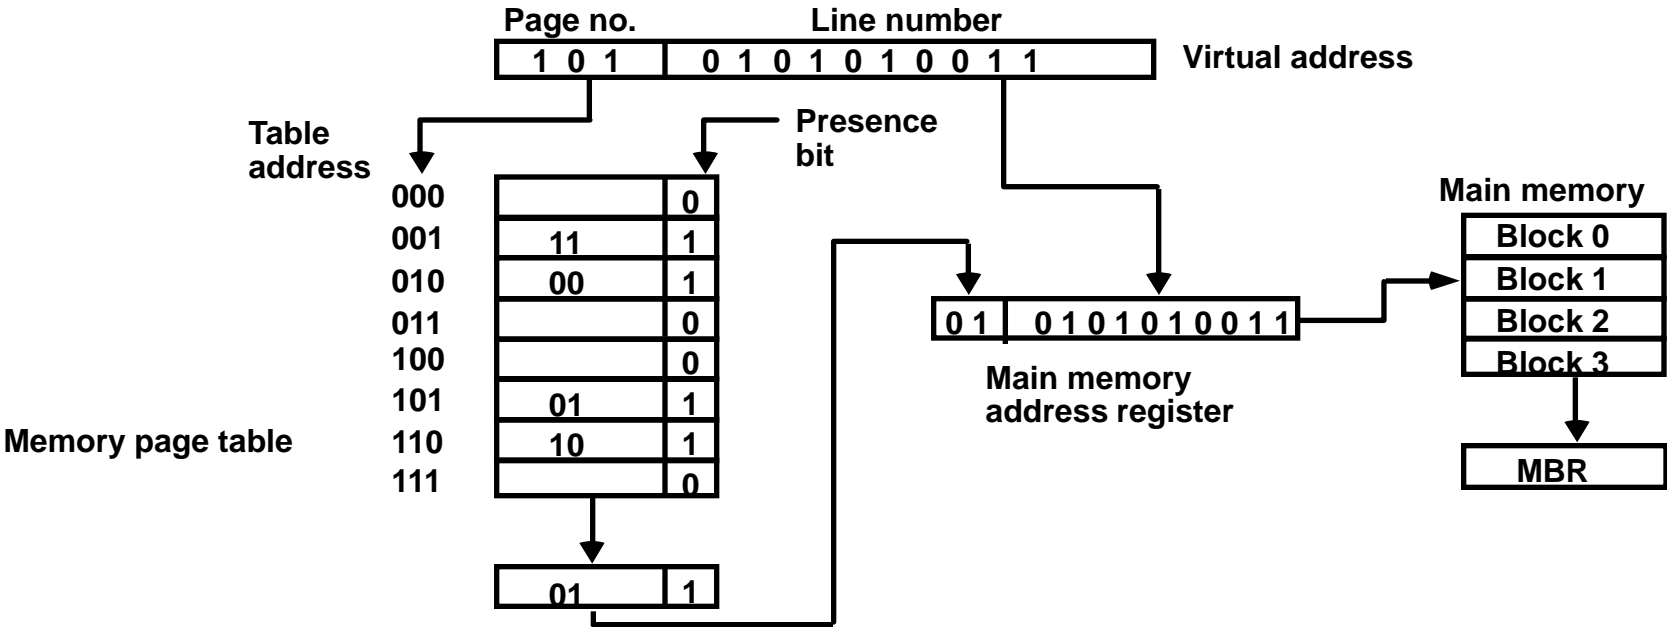 Page no. Line number
1 0 1 0 1 0 1 0 1 0 0 1 1 Virtual address
Table
address
Presence
bit
000 0
001 11 1
010 00 1
011 0
100 0
101 01 1
110 10 1
111 0
Memory page table
01 1
0 1 0 1 0 1 0 1 0 0 1 1
Main memory
address register
Main memory
Block 0
Block 1
Block 2
Block 3
MBR